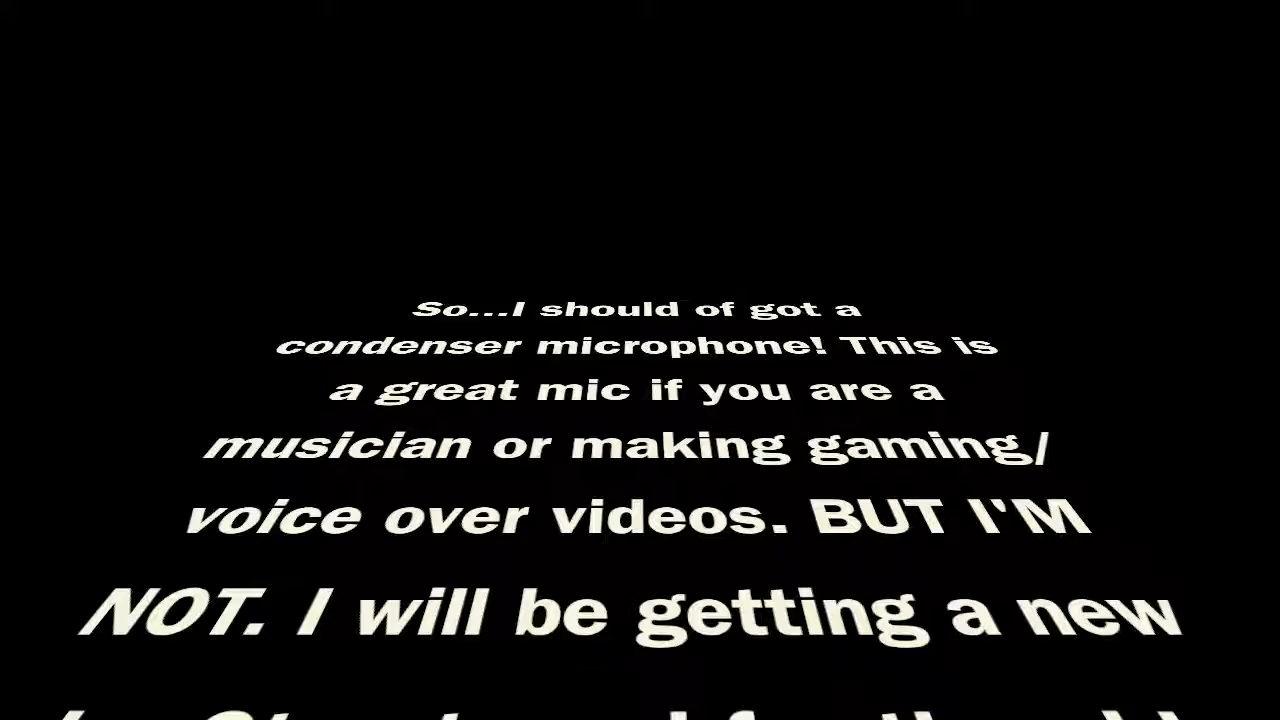 So...I should of got a
condenser microphone! This is
a great mic if you are a
musician or making gaming/
voice over videos. BUT I'M
NOT. I will be getting a new